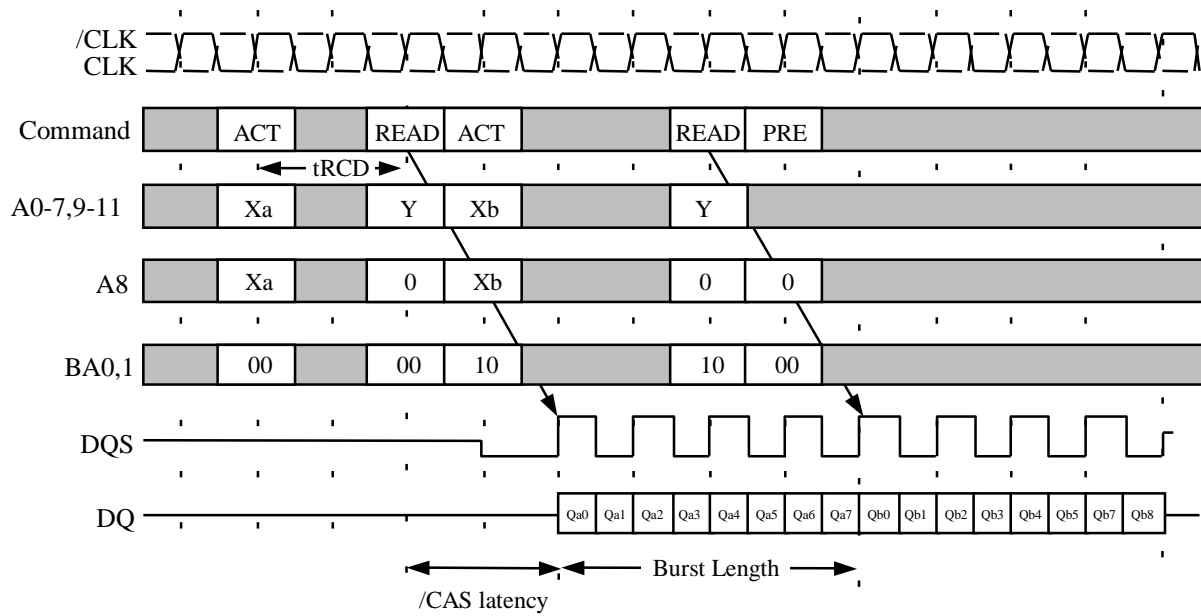 /CLK
CLK
Command ACT READ ACT READ PRE
tRCD
A0-7,9-11 Xa Y Xb Y
A8 Xa 0 Xb 0 0
BA0,1 00 00 10 10 00
DQS
DQ Qa0 Qa1 Qa2 Qa3 Qa4 Qa5 Qa6 Qa7 Qb0 Qb1 Qb2 Qb3 Qb4 Qb5 Qb7 Qb8
Burst Length
/CAS latency